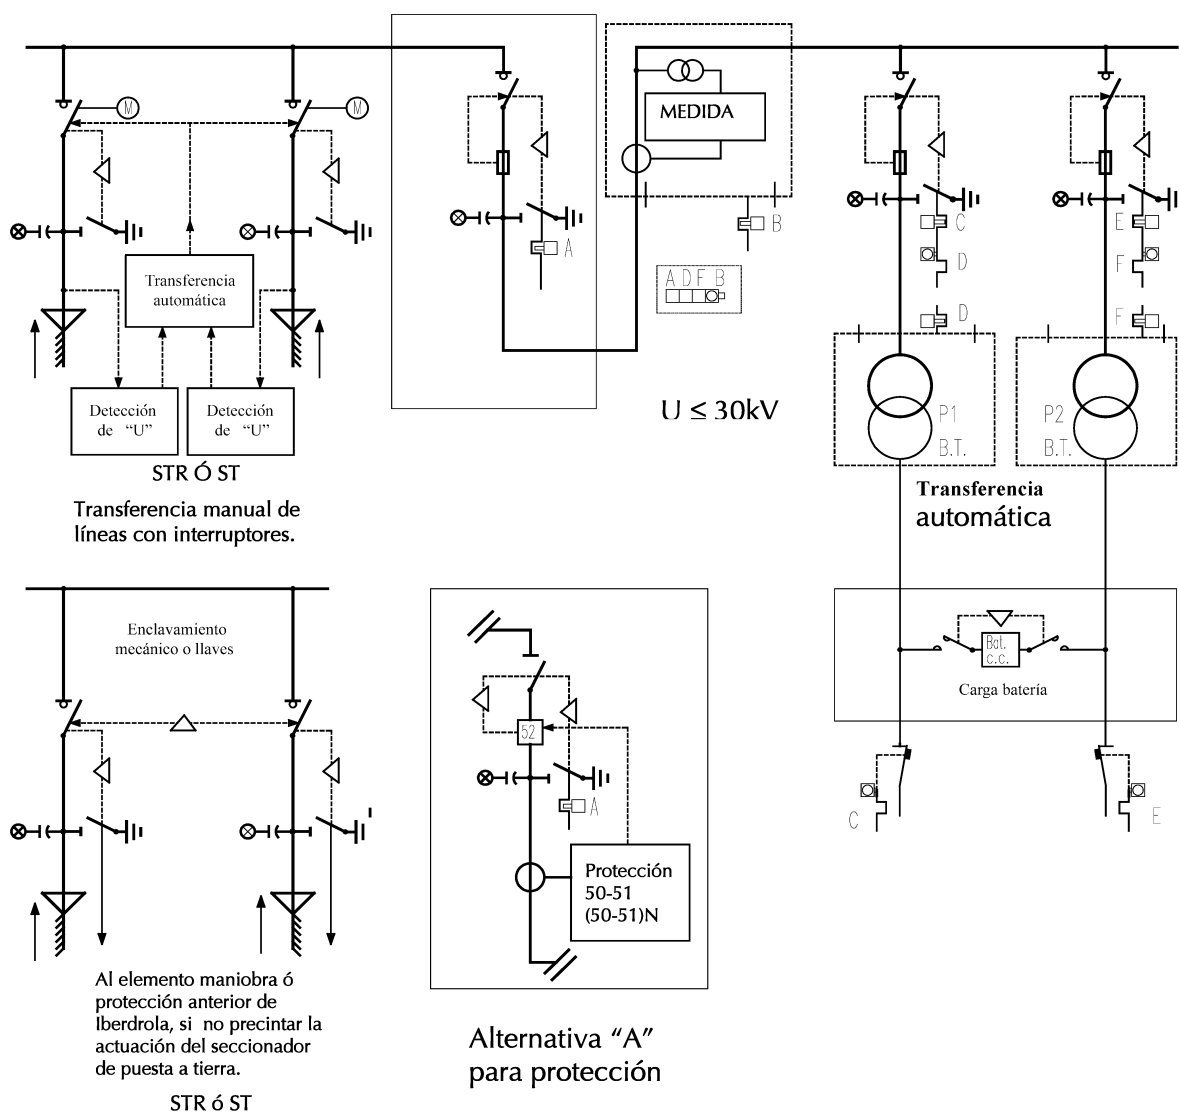 M
M
MEDIDA
A
B
A D F B
C
D
D
E
F
F
Transferencia
automática
Detección
de “U”
Detección
de “U”
STR Ó ST
Transferencia manual de
líneas con interruptores.
U ≤ 30kV
P1
B.T.
P2
B.T.
Transferencia
automática
Enclavamiento
mecánico o llaves
Bat.
c.c.
Carga batería
C
E
52
A
Protección
50-51
(50-51)N
Al elemento maniobra ó
protección anterior de
Iberdrola, si no precintar la
actuación del seccionador
de puesta a tierra.
STR ó ST
Alternativa “A”
para protección